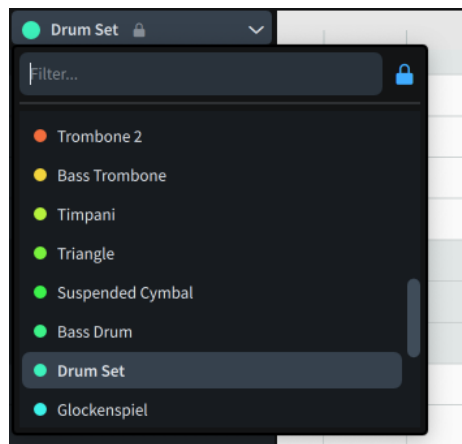 Drum Set
Filter...
Trombone 2
Bass Trombone
Timpani
Triangle
Suspended Cymbal
Bass Drum
Drum Set
Glockenspiel